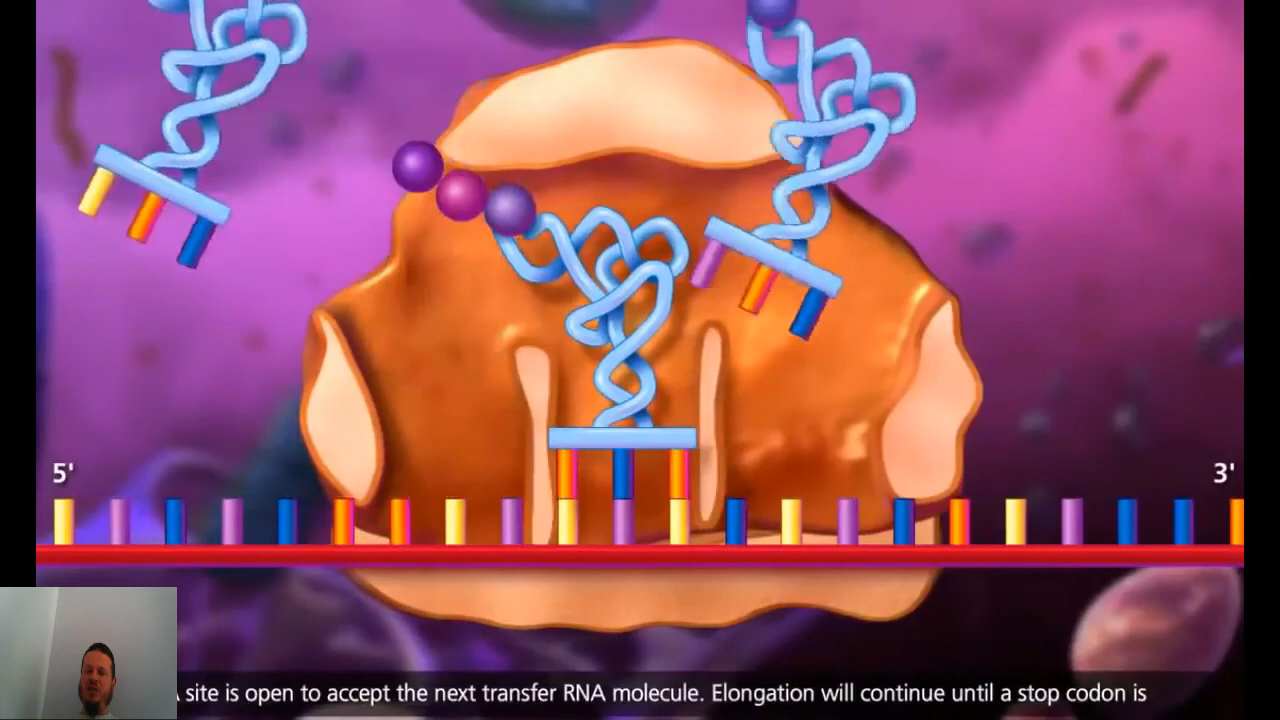 5'
3'
A site is open to accept the next transfer RNA molecule. Elongation will continue until a stop codon is